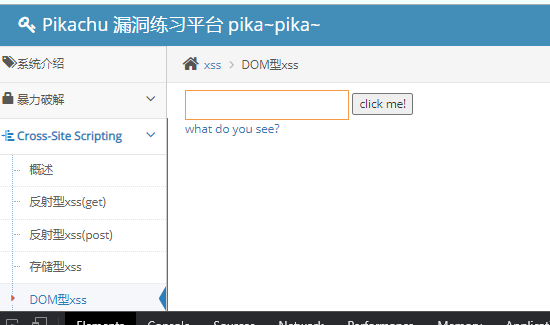 Pikachu 漏洞练习平台 pika~pika~
系统介绍
xss > DOM型xss
暴力破解
click me!
what do you see?
Cross-Site Scripting
概述
反射型xss(get)
反射型xss(post)
存储型xss
DOM型xss
Elements Console Sources Network Performance Memory Applicati